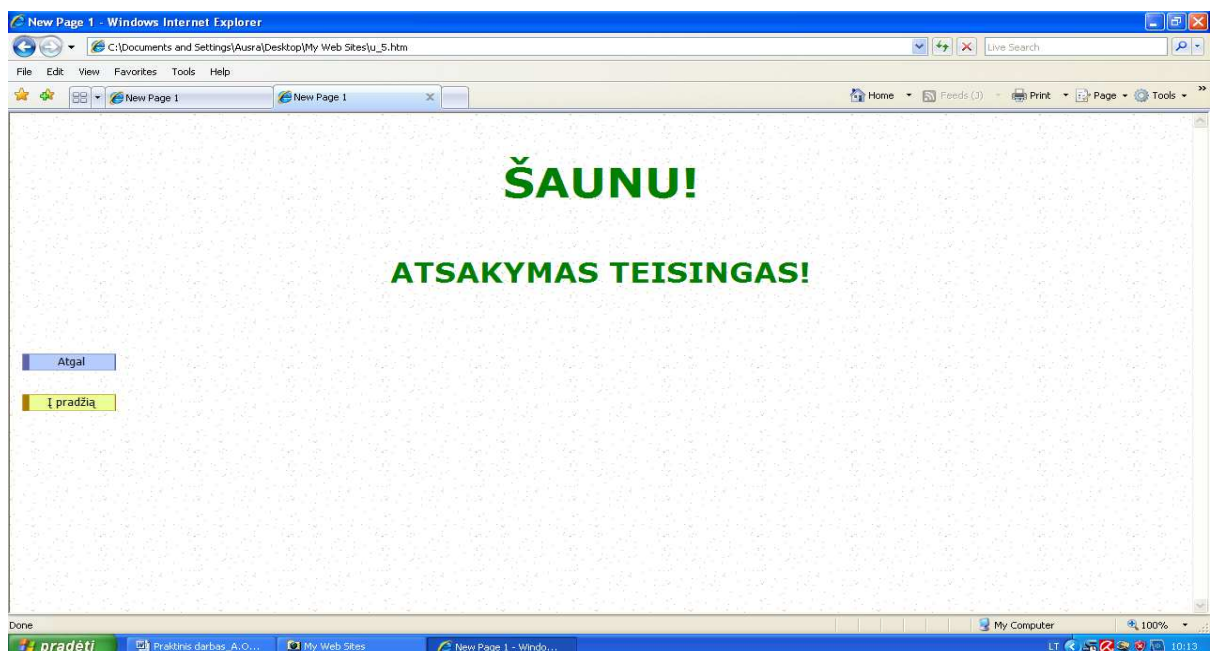 New Page 1 - Windows Internet Explorer
C:\Documents and Settings\Ausra\Desktop\My Web Sites\u_5.htm
Live Search
File Edit View Favorites Tools Help
New Page 1
New Page 1
Home
Feeds (J)
Print
Page
Tools
ŠAUNU!
ATSAKYMAS TEISINGAS!
Atgal
Į pradžią
Done
My Computer
100%
pradėti
Praktinis darbas_A.O...
My Web Sites
New Page 1 - Windo...
LT
10:13